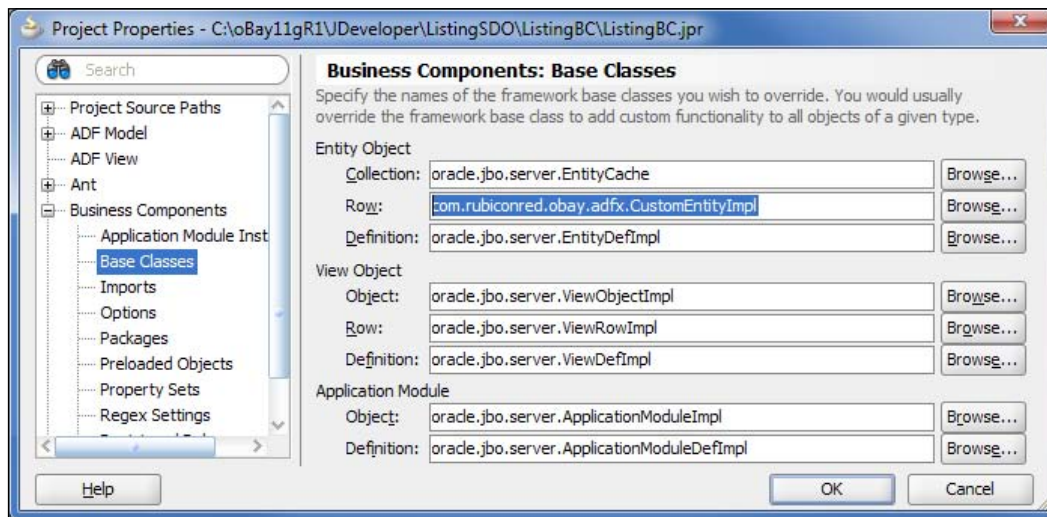 Project Properties - C:\oBay11gR1\JDeveloper\ListingSDO\ListingBC\ListingBC.jpr
Search
Project Source Paths
ADF Model
ADF View
Ant
Business Components
Application Module Inst
Base Classes
Imports
Options
Packages
Preloaded Objects
Property Sets
Regex Settings
Business Components: Base Classes
Specify the names of the framework base classes you wish to override. You would usually
override the framework base class to add custom functionality to all objects of a given type.
Entity Object
Collection: oracle.jbo.server.EntityCache Browse...
Row: com.rubiconred.obay.adfx.CustomEntityImpl Browse...
Definition: oracle.jbo.server.EntityDefImpl Browse...
View Object
Object: oracle.jbo.server.ViewObjectImpl Browse...
Row: oracle.jbo.server.ViewRowImpl Browse...
Definition: oracle.jbo.server.ViewDefImpl Browse...
Application Module
Object: oracle.jbo.server.ApplicationModuleImpl Browse...
Definition: oracle.jbo.server.ApplicationModuleDefImpl Browse...
Help OK Cancel